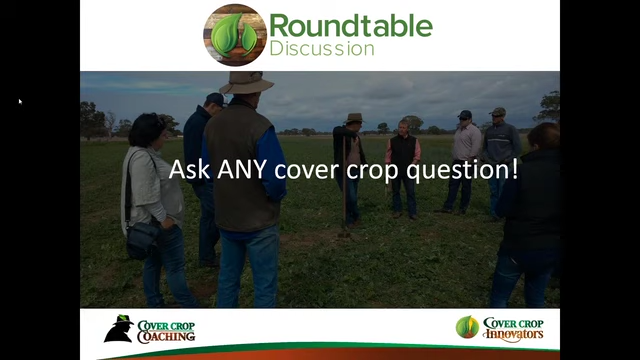 Roundtable
Discussion
Ask ANY cover crop question!
COVER CROP
COACHING
COVER CROP
Innovators